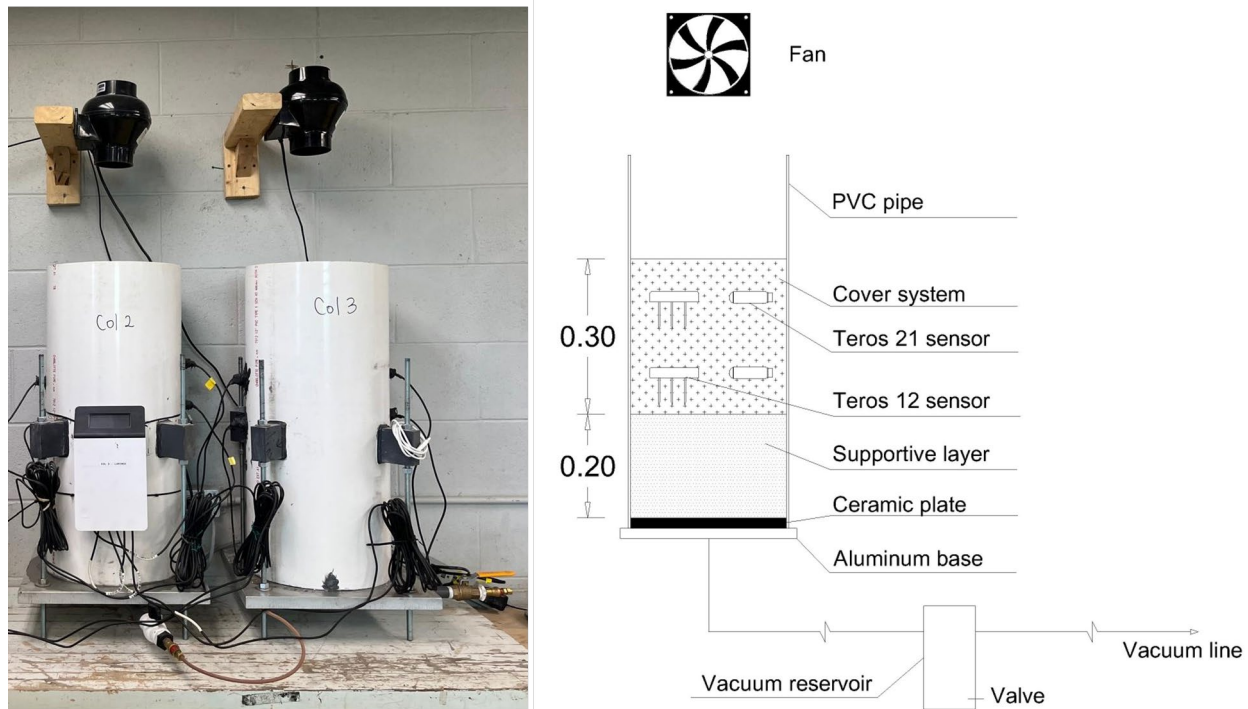 Col 2
Col 3
Fan
PVC pipe
Cover system
Teros 21 sensor
Teros 12 sensor
Supportive layer
Ceramic plate
Aluminum base
0.30
0.20
Vacuum line
Vacuum reservoir
Valve